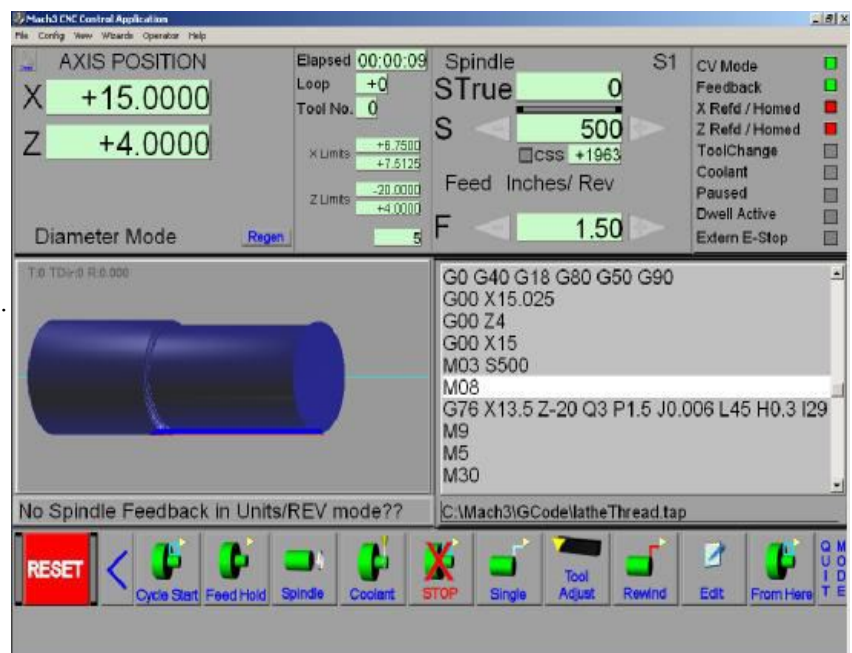 Mach3 CNC Control Application
File Config View Wizards Operator Help
AXIS POSITION
X +15.0000
Z +4.0000
Diameter Mode Regen
Elapsed 00:00:09
Loop +0
Tool No. 0
X Limits +6.7500
+7.5125
Z Limits -20.0000
+4.0000
5
Spindle S1
STrue 0
S 500
CSS +1963
Feed Inches/ Rev
F 1.50
CV Mode
Feedback
X Refd / Homed
Z Refd / Homed
ToolChange
Coolant
Paused
Dwell Active
Extern E-Stop
T:0 TDir:0 R:0.000
G0 G40 G18 G80 G50 G90
G00 X15.025
G00 Z4
G00 X15
M03 S500
M08
G76 X13.5 Z-20 Q3 P1.5 J0.006 L45 H0.3 I29
M9
M5
M30
No Spindle Feedback in Units/REV mode??
C:\Mach3\GCode\latheThread.tap
RESET
Cycle Start
Feed Hold
Spindle
Coolant
STOP
Single
Tool
Adjust
Rewind
Edit
From Here
QUIT
MODE